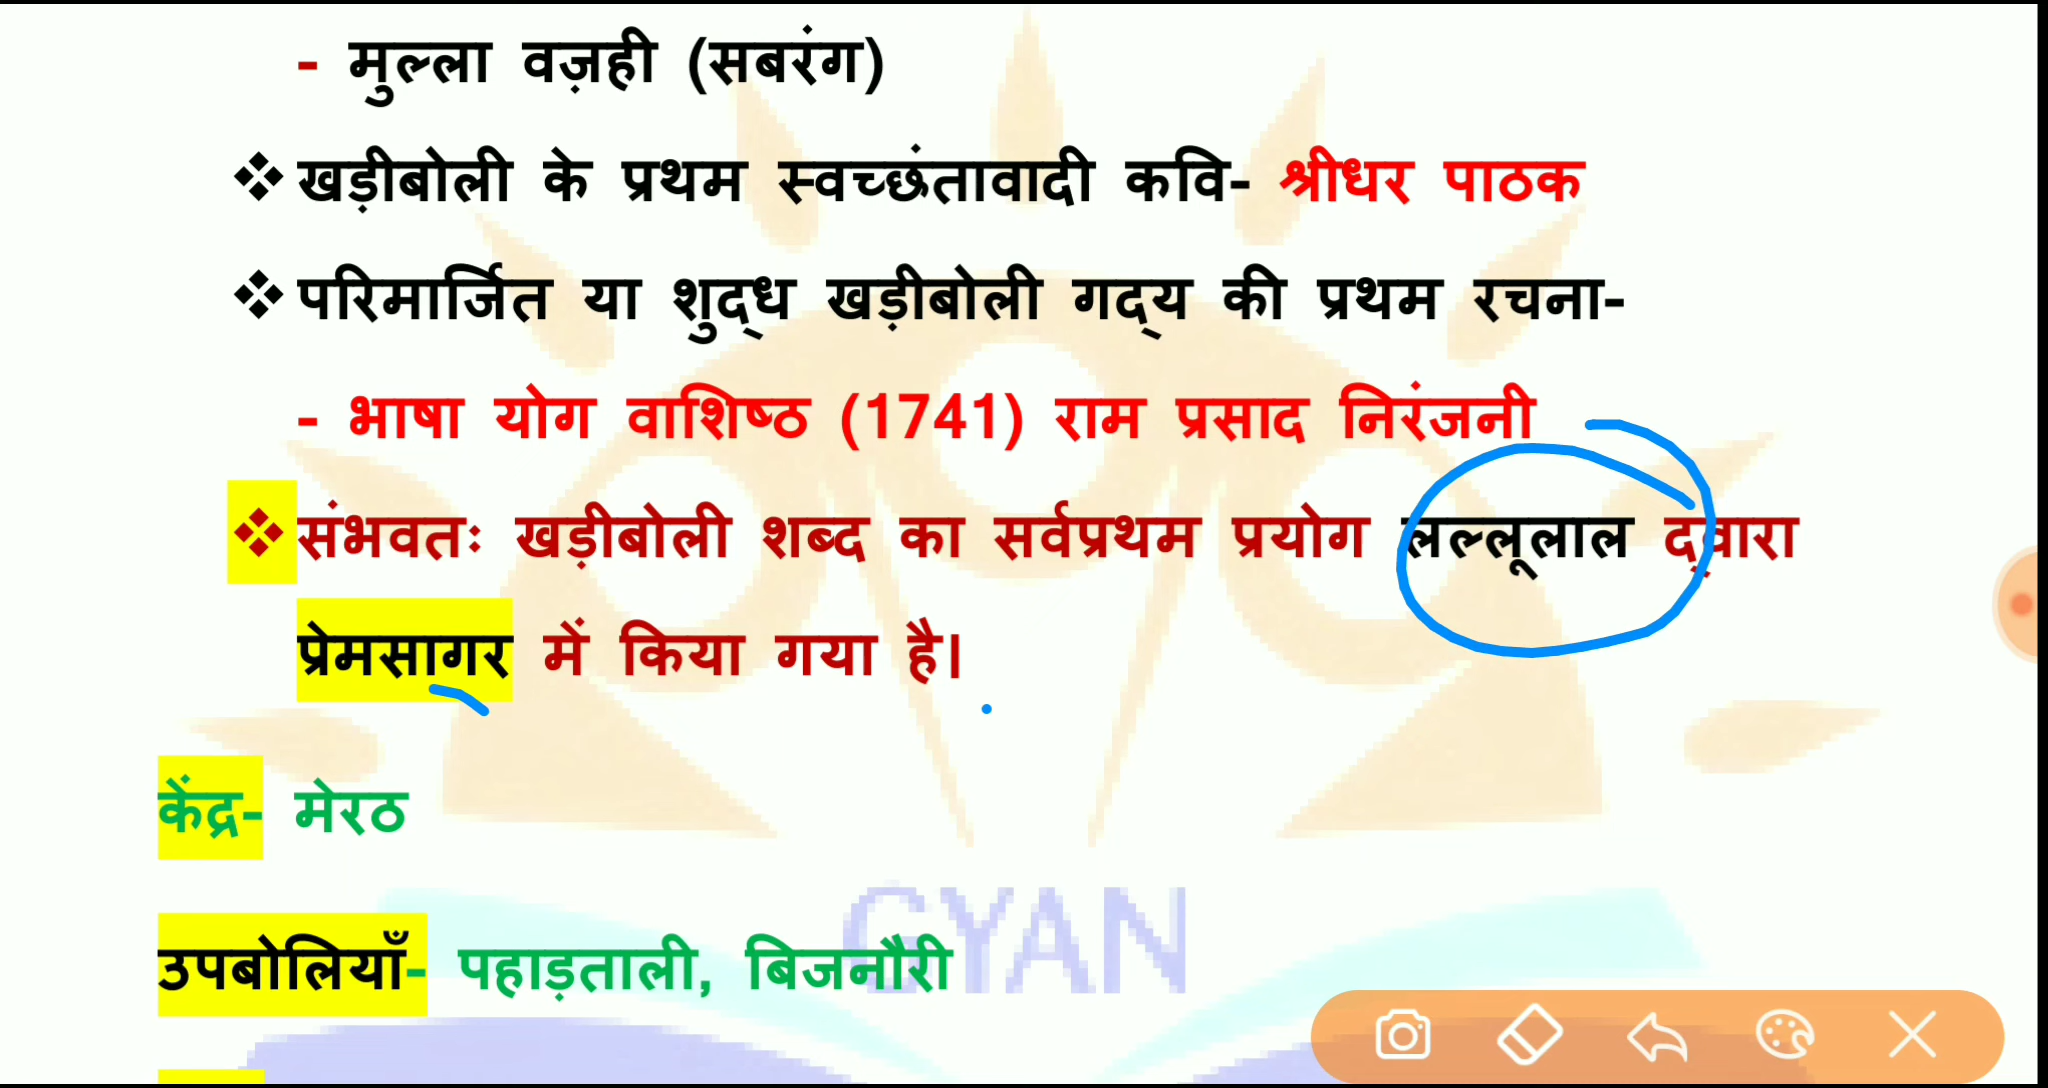 - मुल्ला वज़ही (सबरंग)
❖ खड़ीबोली के प्रथम स्वच्छंतावादी कवि- श्रीधर पाठक
❖ परिमार्जित या शुद्ध खड़ीबोली गद्य की प्रथम रचना-
- भाषा योग वाशिष्ठ (1741) राम प्रसाद निरंजनी
❖ संभवतः खड़ीबोली शब्द का सर्वप्रथम प्रयोग लल्लूलाल द्वारा
प्रेमसागर में किया गया है।
केंद्र- मेरठ
उपबोलियाँ- पहाड़ताली, बिजनौरी
GYAN